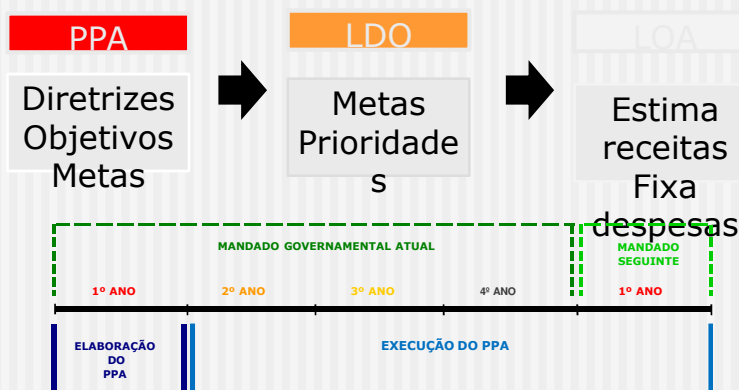 PPA
LDO
LOA
Diretrizes
Objetivos
Metas
Metas
Prioridade
s
Estima
receitas
Fixa
despesas
MANDADO GOVERNAMENTAL ATUAL
MANDADO
SEGUINTE
1º ANO
2º ANO
3º ANO
4º ANO
1º ANO
ELABORAÇÃO
DO
PPA
EXECUÇÃO DO PPA